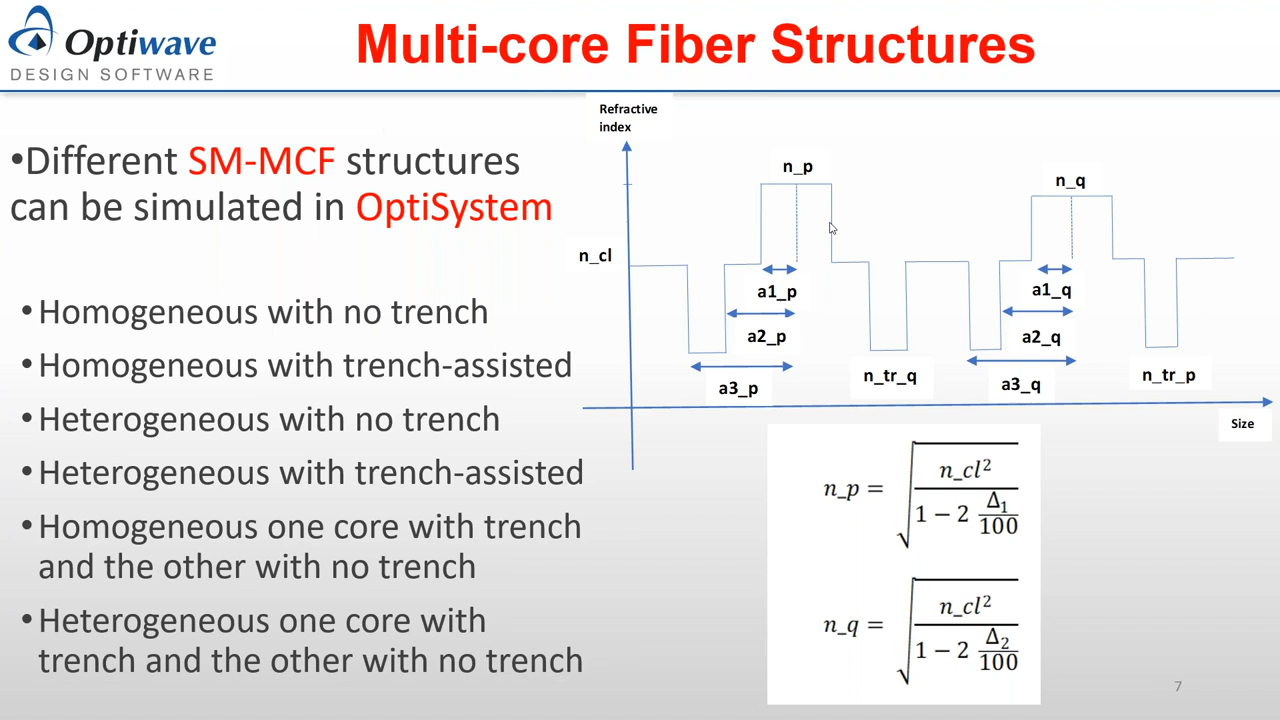 Optiwave
DESIGN SOFTWARE
Multi-core Fiber Structures
•Different SM-MCF structures
can be simulated in OptiSystem
• Homogeneous with no trench
• Homogeneous with trench-assisted
• Heterogeneous with no trench
• Heterogeneous with trench-assisted
• Homogeneous one core with trench
and the other with no trench
• Heterogeneous one core with
trench and the other with no trench
Refractive
index
n_p
n_q
n_cl
a1_p
a1_q
a2_p
a2_q
a3_p
n_tr_q
a3_q
n_tr_p
Size
n_p = √(n_cl² / (1 − 2 Δ₁/100))
n_q = √(n_cl² / (1 − 2 Δ₂/100))
7